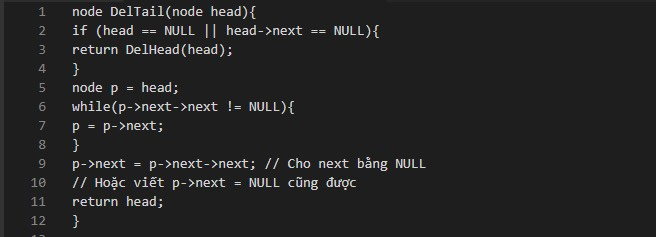 1 node DelTail(node head){
2 if (head == NULL || head->next == NULL){
3 return DelHead(head);
4 }
5 node p = head;
6 while(p->next->next != NULL){
7 p = p->next;
8 }
9 p->next = p->next->next; // Cho next bằng NULL
10 // Hoặc viết p->next = NULL cũng được
11 return head;
12 }